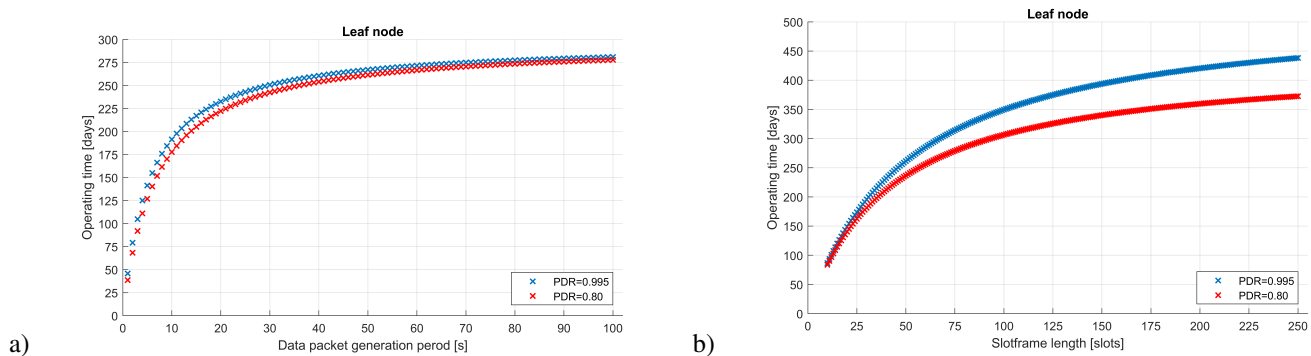 a)
Leaf node
Operating time [days]
300
275
250
225
200
175
150
125
100
75
50
25
0
0 10 20 30 40 50 60 70 80 90 100
Data packet generation perod [s]
PDR=0.995
PDR=0.80
b)
Leaf node
Operating time [days]
500
450
400
350
300
250
200
150
100
50
0
0 25 50 75 100 125 150 175 200 225 250
Slotframe length [slots]
PDR=0.995
PDR=0.80